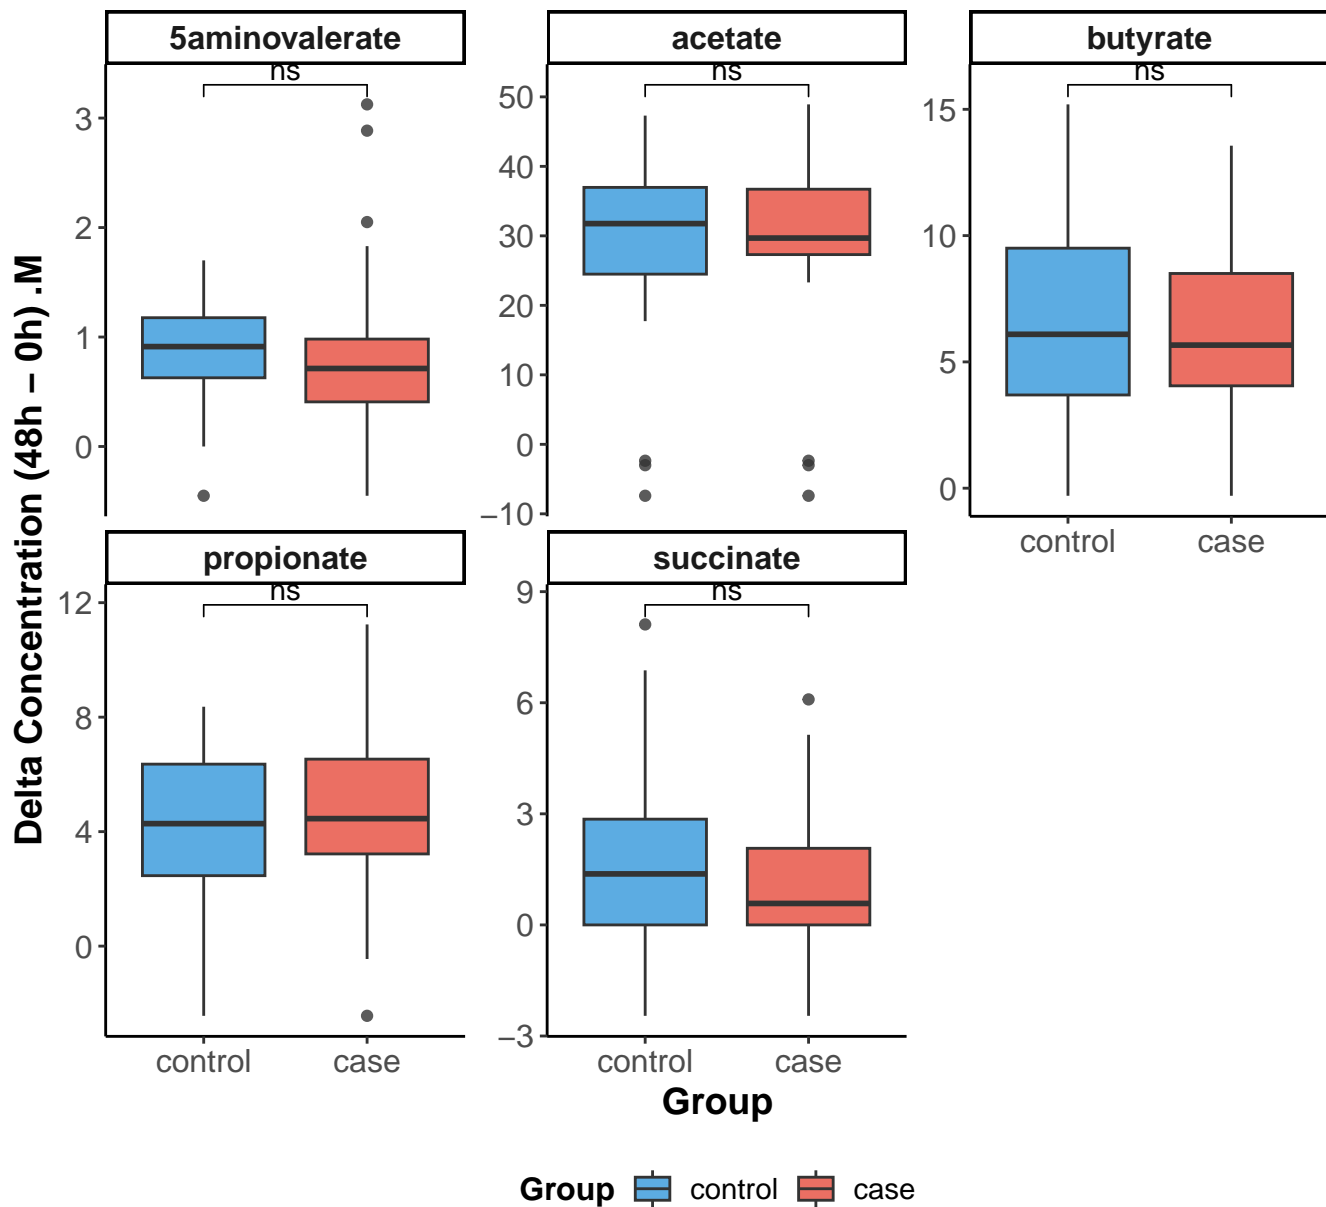 5aminovalerate
acetate
butyrate
ns
ns
ns
3
2
1
0
50
40
30
20
10
0
−10
15
10
5
0
control case
Delta Concentration (48h − 0h) .M
propionate
succinate
ns
ns
12
8
4
0
9
6
3
0
−3
control case
control case
Group
Group control case